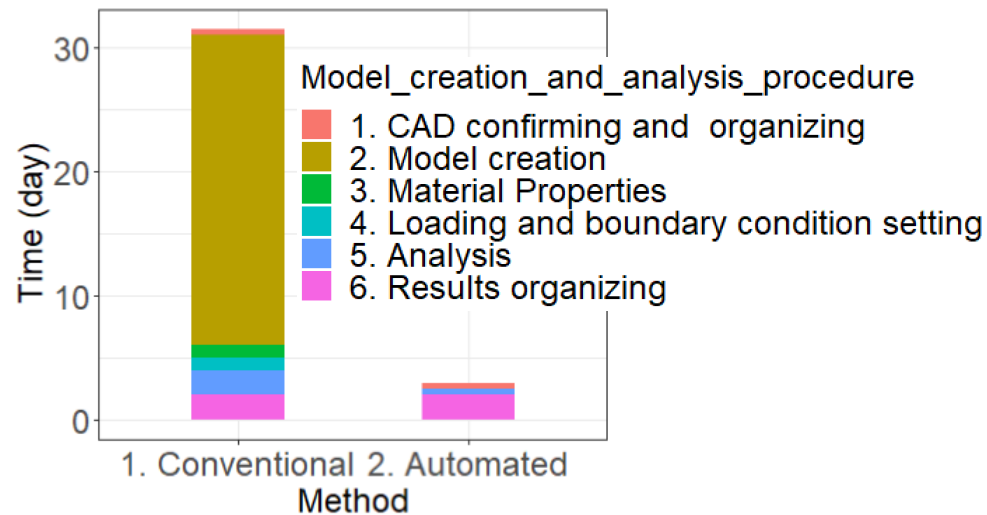 30
20
10
0
Time (day)
Model_creation_and_analysis_procedure
1. CAD confirming and  organizing
2. Model creation
3. Material Properties
4. Loading and boundary condition setting
5. Analysis
6. Results organizing
1. Conventional 2. Automated
Method